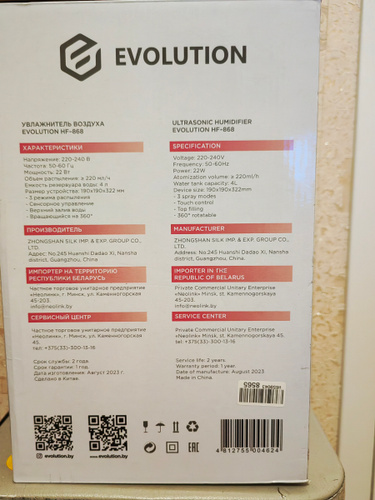 EVOLUTION
УВЛАЖНИТЕЛЬ ВОЗДУХА
EVOLUTION HF-868
ХАРАКТЕРИСТИКИ
Напряжение: 220-240 В
Частота: 50-60 Гц
Мощность: 22 Вт
Объем распыления: ≥ 220 мл/ч
Емкость резервуара воды: 4 л
Размер устройства: 190х190х322 мм
- 3 режима распыления
- Сенсорное управление
- Верхний залив воды
- Вращающийся на 360°
ПРОИЗВОДИТЕЛЬ
ZHONGSHAN SILK IMP. & EXP. GROUP CO.,
LTD.
Адрес: No.245 Huanshi Dadao Xi, Nansha
district, Guangzhou, China
ИМПОРТЕР НА ТЕРРИТОРИЮ
РЕСПУБЛИКИ БЕЛАРУСЬ
Частное торговое унитарное предприятие
«Неолинк», г. Минск, ул. Каменногорская
45-203.
info@neolink.by
СЕРВИСНЫЙ ЦЕНТР
Частное торговое унитарное предприятие
«Неолинк», г. Минск, ул. Каменногорская
45.
тел: +375(33)-300-13-16
Срок службы: 2 года.
Срок гарантии: 1 год.
Дата изготовления: Август 2023 г.
Сделано в Китае.
evolution.by
ULTRASONIC HUMIDIFIER
EVOLUTION HF-868
SPECIFICATION
Voltage: 220-240V
Frequency: 50-60Hz
Power: 22W
Atomization volume: ≥ 220ml/h
Water tank capacity: 4L
Device size: 190х190х322mm
- 3 spray modes
- Touch control
- Top filling
- 360° rotatable
MANUFACTURER
ZHONGSHAN SILK IMP. & EXP. GROUP CO.,
LTD.
Address: No.245 Huanshi Dadao Xi, Nansha
district, Guangzhou, China
IMPORTER IN THE
REPUBLIC OF BELARUS
Private Commercial Unitary Enterprise
«Neolink» Minsk, st. Kamennogorskaya
45-203.
info@neolink.by
SERVICE CENTER
Private Commercial Unitary Enterprise
«Neolink» Minsk, st. Kamennogorskaya 45.
tel: +375(33)-300-13-16
Service life: 2 years.
Warranty period: 1 year.
Date of manufacture: August 2023
Made in China.
EAC
4 812755 004624